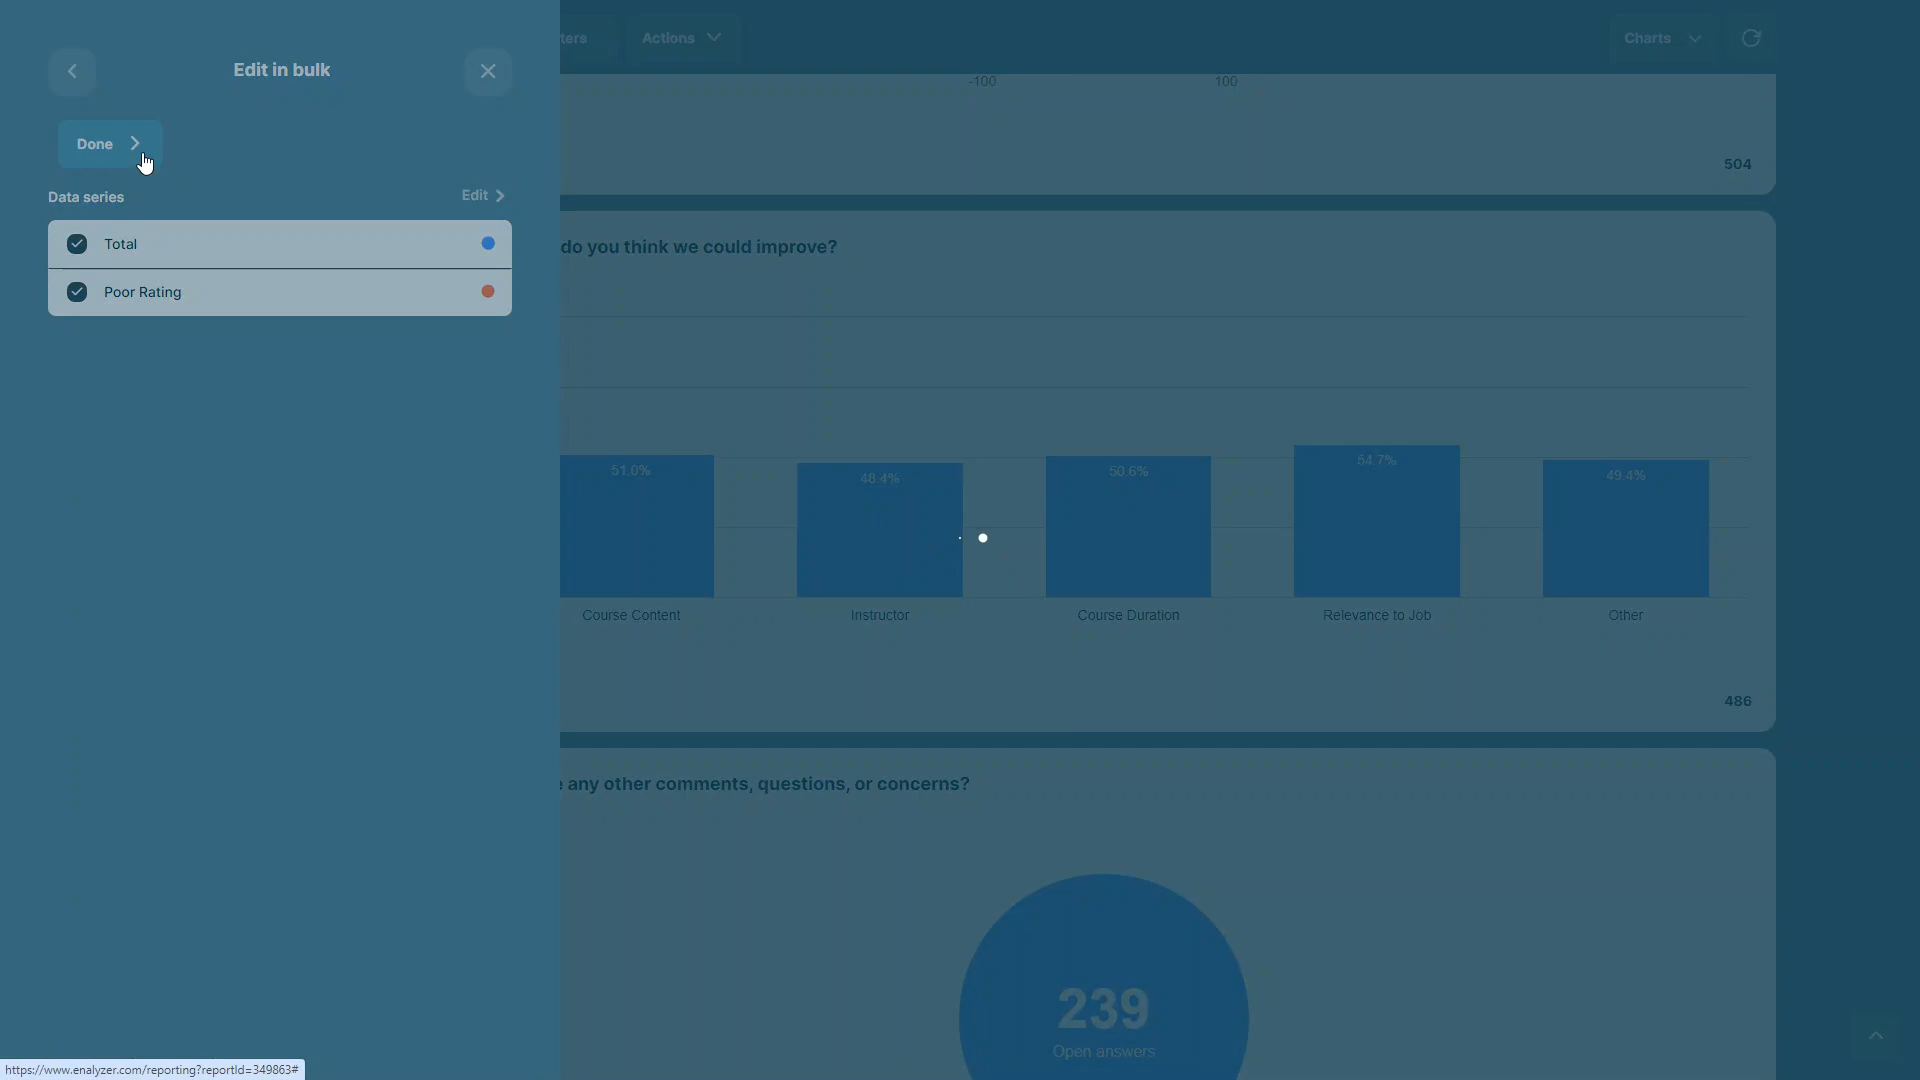 Edit in bulk
Done
Data series
Edit
Total
Poor Rating
ters
Actions
Charts
-100
100
504
do you think we could improve?
51.0%
48.4%
50.6%
54.7%
49.4%
Course Content
Instructor
Course Duration
Relevance to Job
Other
486
any other comments, questions, or concerns?
239
Open answers
https://www.enalyzer.com/reporting?reportId=349863#